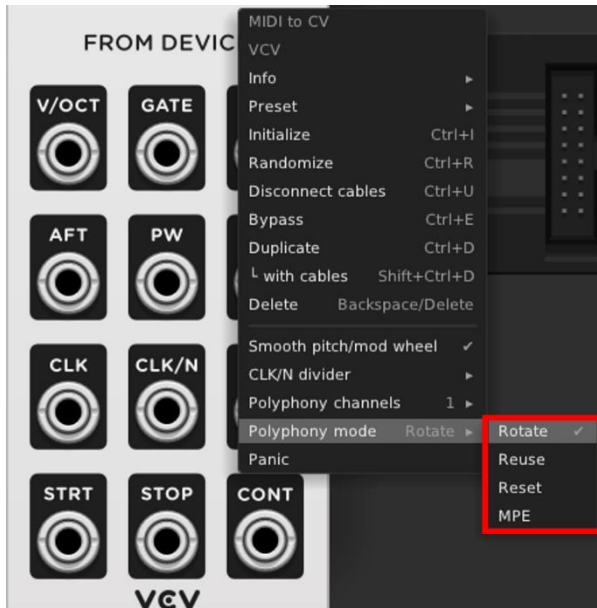 FROM DEVIC
V/OCT GATE
AFT PW
CLK CLK/N
STRT STOP CONT
VCV
MIDI to CV
VCV
Info ▸
Preset ▸
Initialize Ctrl+I
Randomize Ctrl+R
Disconnect cables Ctrl+U
Bypass Ctrl+E
Duplicate Ctrl+D
└ with cables Shift+Ctrl+D
Delete Backspace/Delete
Smooth pitch/mod wheel ✔
CLK/N divider ▸
Polyphony channels 1 ▸
Polyphony mode Rotate ▸
Panic
Rotate ✔
Reuse
Reset
MPE